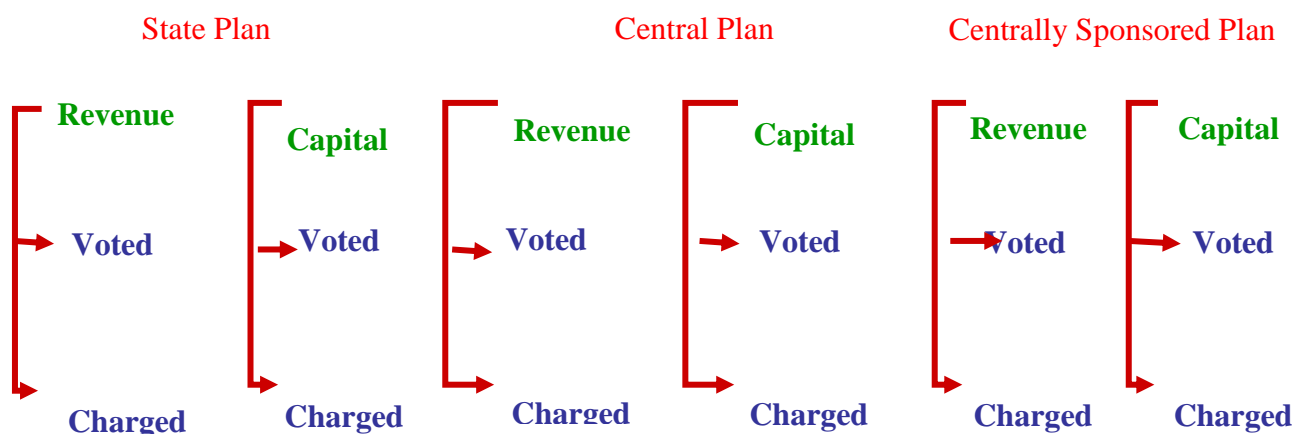 State Plan Central Plan Centrally Sponsored Plan
Revenue Capital Revenue Capital Revenue Capital
Voted Voted Voted Voted Voted Voted
Charged Charged Charged Charged Charged Charged